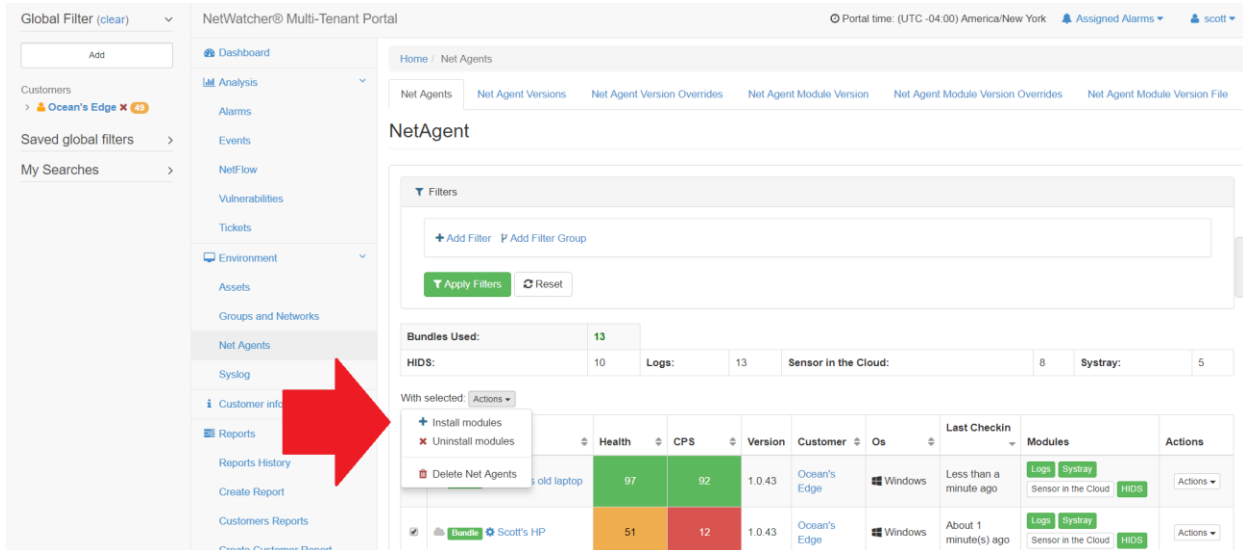 Global Filter (clear)
Add
Customers
Ocean's Edge 49
Saved global filters
My Searches
NetWatcher® Multi-Tenant Portal
Portal time: (UTC -04:00) America/New York Assigned Alarms scott
Dashboard
Analysis
Alarms
Events
NetFlow
Vulnerabilities
Tickets
Environment
Assets
Groups and Networks
Net Agents
Syslog
Customer info
Reports
Reports History
Create Report
Customers Reports
Create Customer Report
Home / Net Agents
Net Agents Net Agent Versions Net Agent Version Overrides Net Agent Module Version Net Agent Module Version Overrides Net Agent Module Version File
NetAgent
Filters
Add Filter Add Filter Group
Apply Filters Reset
Bundles Used: 13
HIDS: 10 Logs: 13 Sensor in the Cloud: 8 Systray: 5
With selected: Actions
Install modules
Uninstall modules
Delete Net Agents
Health CPS Version Customer Os Last Checkin Modules Actions
s old laptop 97 92 1.0.43 Ocean's Edge Windows Less than a minute ago Logs Systray Sensor in the Cloud HIDS Actions
Bundle Scott's HP 51 12 1.0.43 Ocean's Edge Windows About 1 minute(s) ago Logs Systray Sensor in the Cloud HIDS Actions